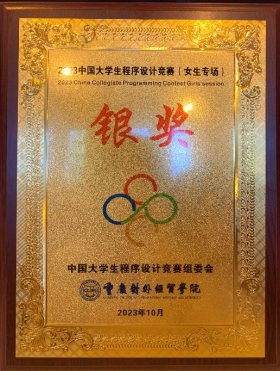 2023中国大学生程序设计竞赛（女生专场）
2023 China Collegiate Programming Contest Girls session
银奖
中国大学生程序设计竞赛组委会
重庆对外经贸学院
2023年10月